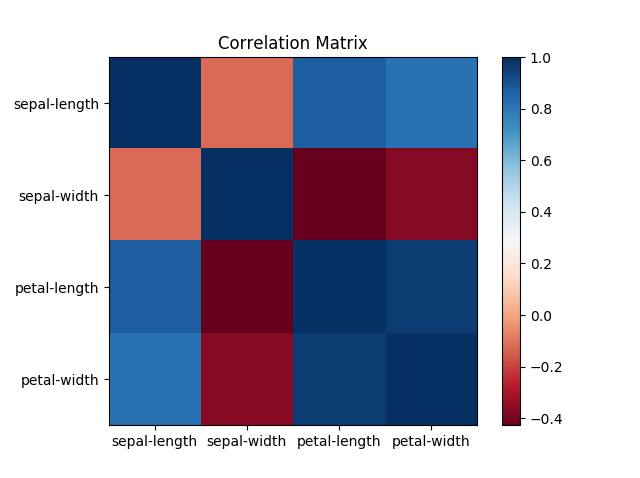 Correlation Matrix
sepal-length
sepal-width
petal-length
petal-width
sepal-length sepal-width petal-length petal-width
1.0
0.8
0.6
0.4
0.2
0.0
−0.2
−0.4